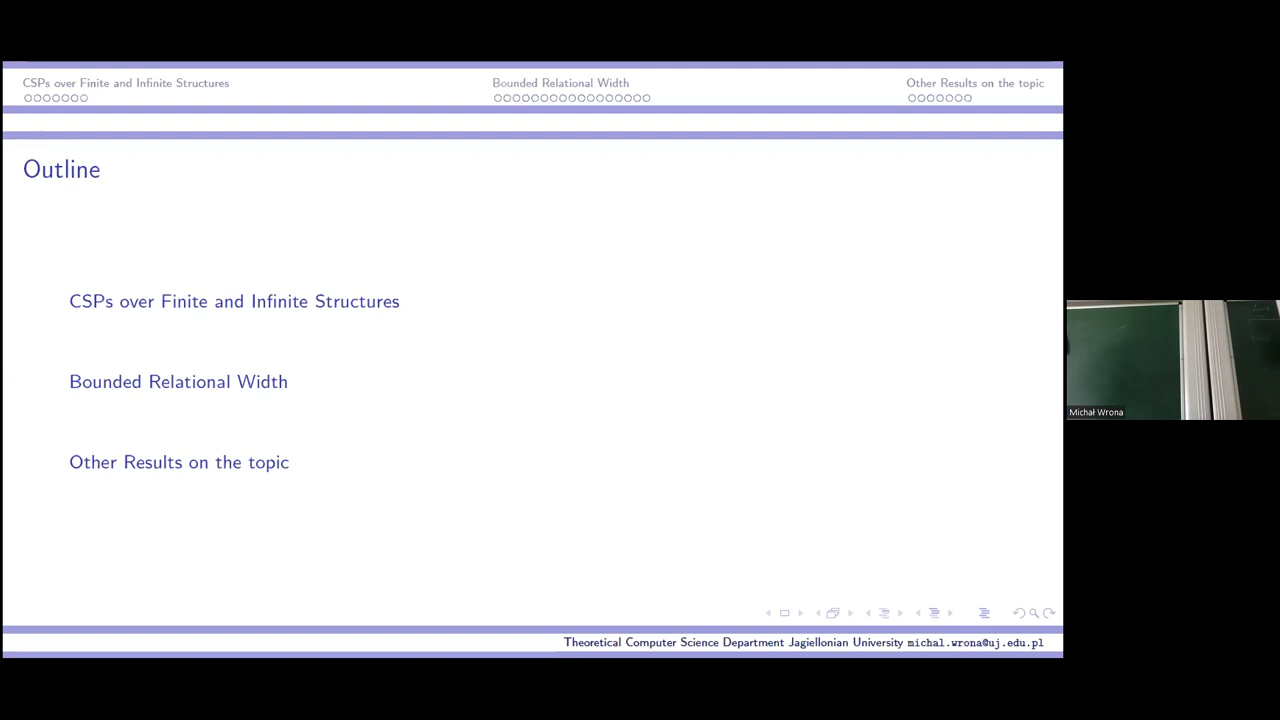 CSPs over Finite and Infinite Structures
Bounded Relational Width
Other Results on the topic
Outline
CSPs over Finite and Infinite Structures
Bounded Relational Width
Other Results on the topic
Michał Wrona
Theoretical Computer Science Department Jagiellonian University michal.wrona@uj.edu.pl